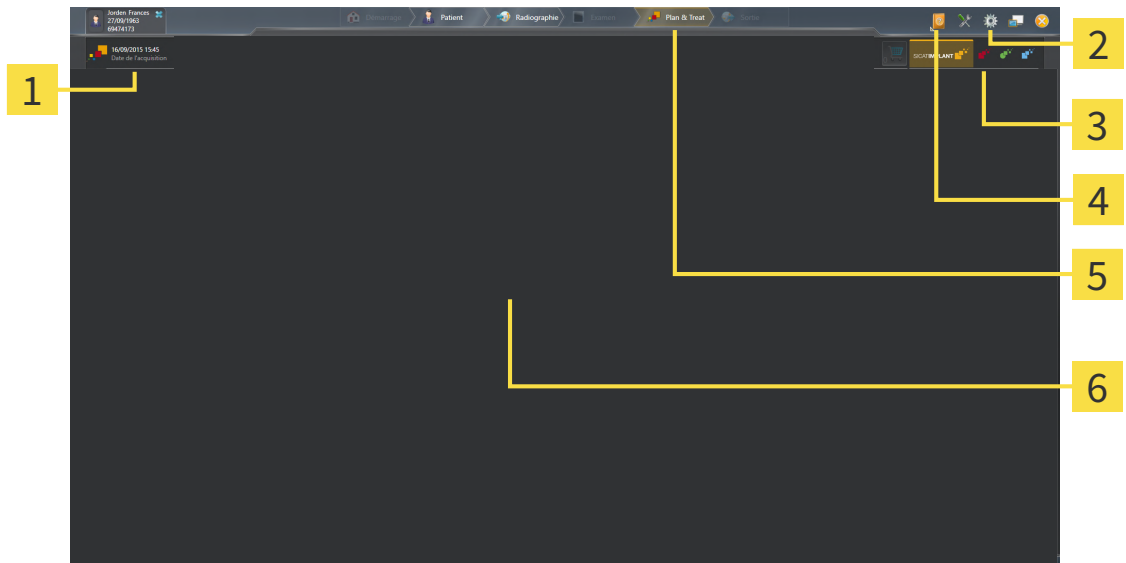 Jorden Frances
27/09/1963
69474173
Démarrage
Patient
Radiographie
Examen
Plan & Treat
Sortie
16/09/2015 15:45
Date de l'acquisition
SICAT IMPLANT
1
2
3
4
5
6